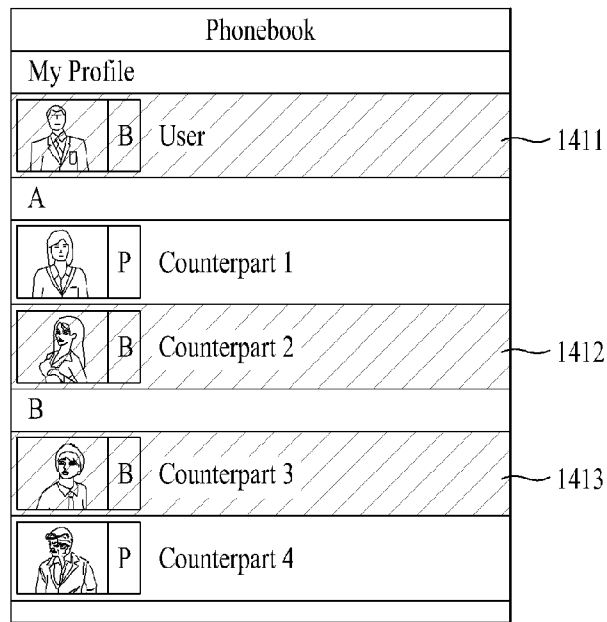 Phonebook
My Profile
B User 1411
A
P Counterpart 1
B Counterpart 2 1412
B
B Counterpart 3 1413
P Counterpart 4